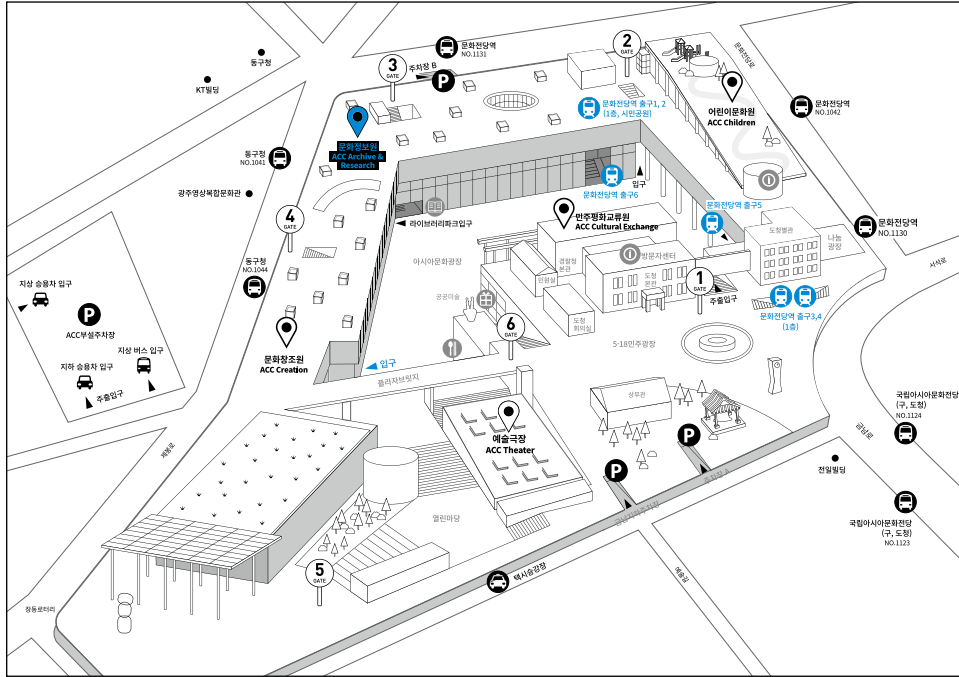 동구청
KT빌딩
문화전당역
NO.1131
3
GATE
주차장 B
P
2
GATE
문화전당로
어린이문화원
ACC Children
문화전당역
NO.1042
문화전당역 출구1, 2
(1층, 시민공원)
문화정보원
ACC Archive &
Research
동구청
NO.1041
광주영상복합문화관
문화전당역 출구6
입구
문화전당역 출구5
라이브러리파크입구
민주평화교류원
ACC Cultural Exchange
도청별관
나눔
광장
문화전당역
NO.1130
서석로
4
GATE
아시아문화광장
경찰청
본관
민원실
방문자센터
도청
본관
1
GATE
주출입구
동구청
NO.1044
지상 승용차 입구
P
ACC부설주차장
지상 버스 입구
지하 승용차 입구
주출입구
공공미술
도청
회의실
문화전당역 출구3,4
(1층)
6
GATE
5·18민주광장
문화창조원
ACC Creation
입구
플라자브릿지
상무관
국립아시아문화전당
(구, 도청)
NO.1124
금남로
예술극장
ACC Theater
P
P
주차장 A
전일빌딩
제봉로
열린마당
금남지하주차장
국립아시아문화전당
(구, 도청)
NO.1123
5
GATE
택시승강장
예술길
장동로터리